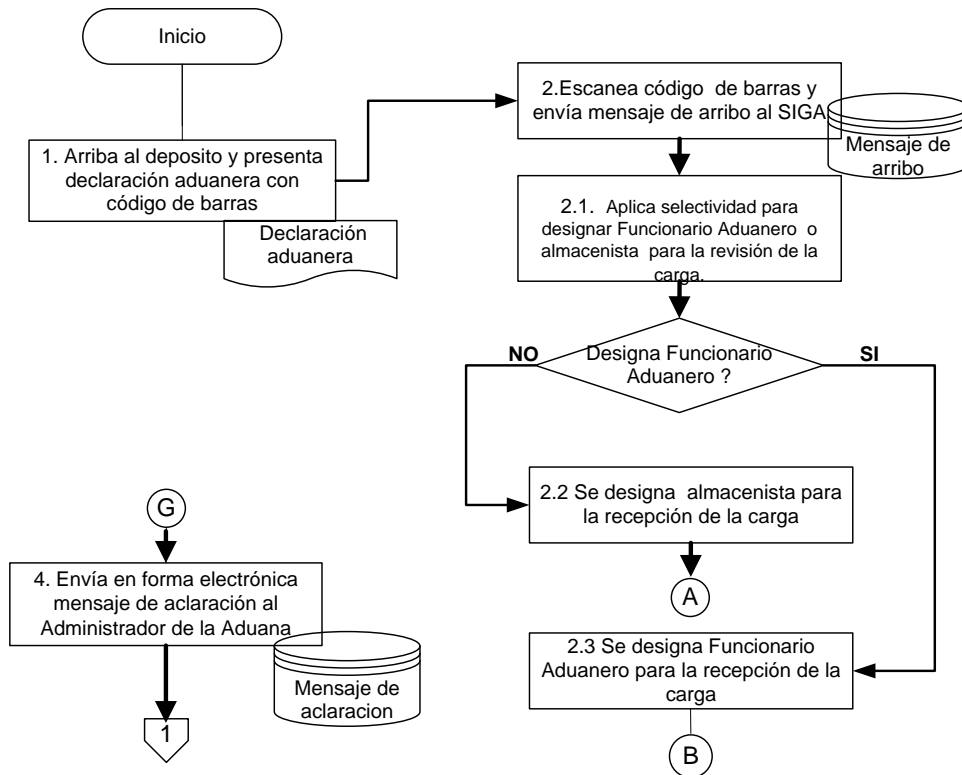 Inicio
1. Arriba al deposito y presenta
declaración aduanera con
código de barras
Declaración
aduanera
2.Escanea código de barras y
envía mensaje de arribo al SIGA
Mensaje de
arribo
2.1. Aplica selectividad para
designar Funcionario Aduanero o
almacenista para la revisión de la
carga.
NO
Designa Funcionario
Aduanero ?
SI
2.2 Se designa almacenista para
la recepción de la carga
A
2.3 Se designa Funcionario
Aduanero para la recepción de la
carga
B
G
4. Envía en forma electrónica
mensaje de aclaración al
Administrador de la Aduana
Mensaje de
aclaracion
1